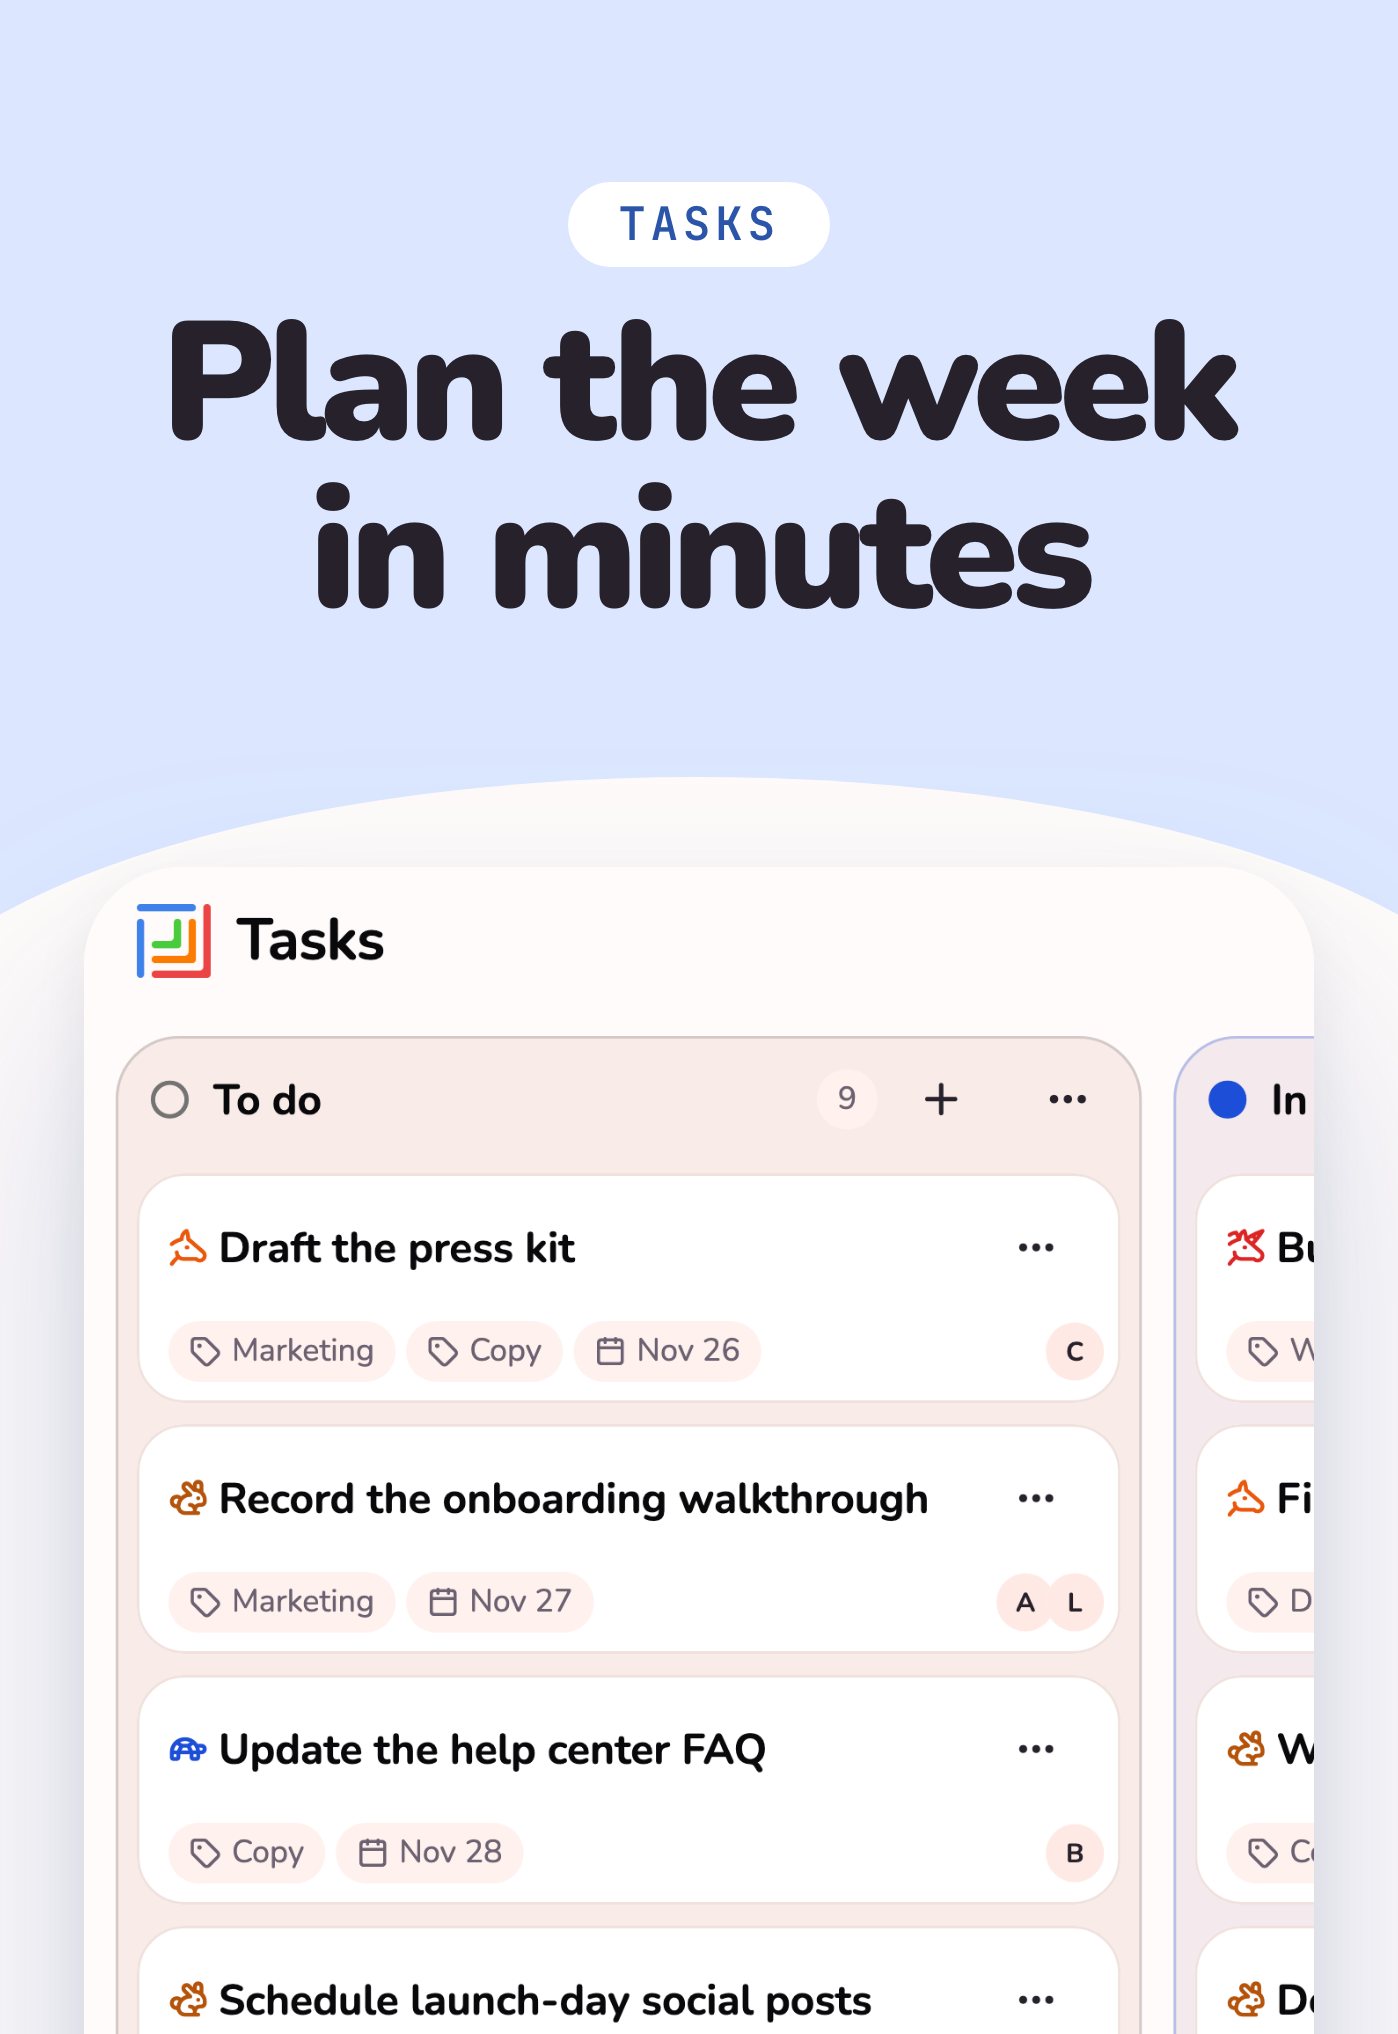 TASKS
Plan the week
in minutes
Tasks
To do 9
Draft the press kit
Marketing Copy Nov 26 C
Record the onboarding walkthrough
Marketing Nov 27 A L
Update the help center FAQ
Copy Nov 28 B
Schedule launch-day social posts
In